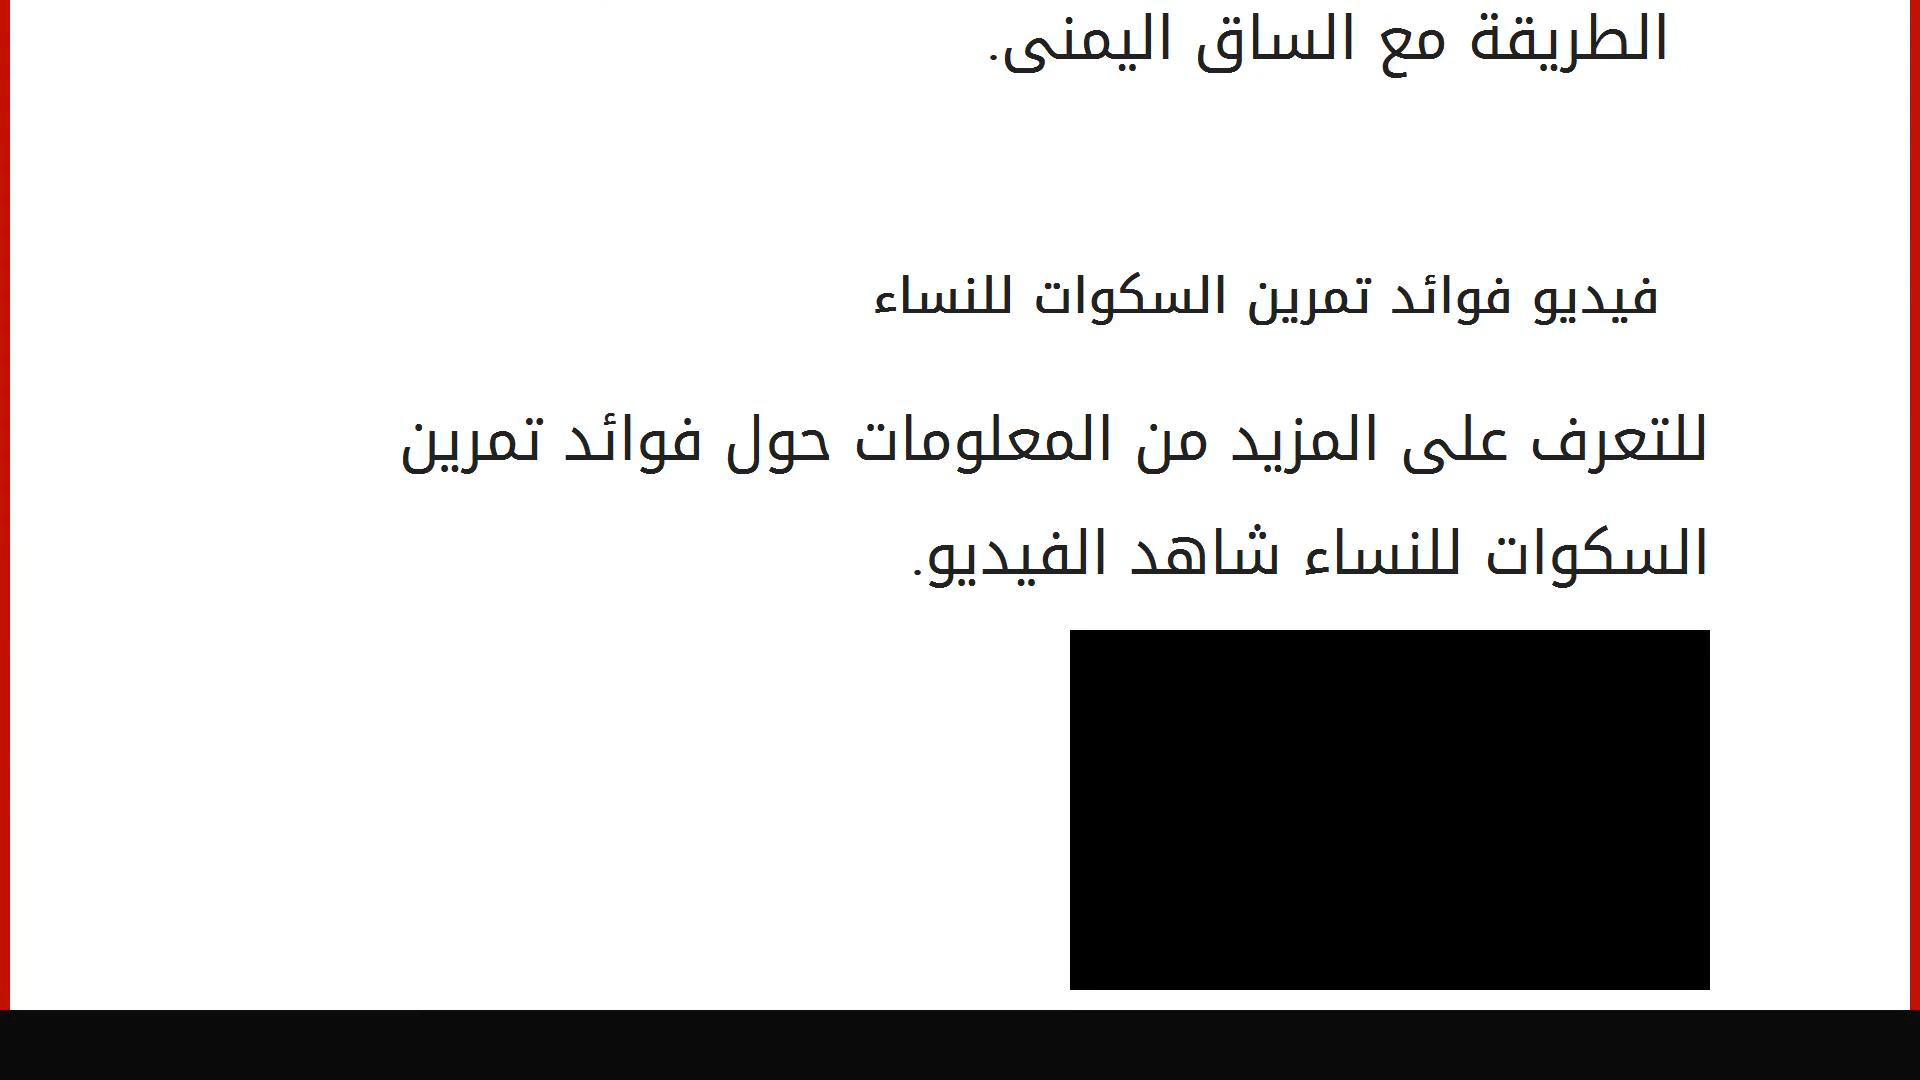 الطريقة مع الساق اليمنى.
فيديو فوائد تمرين السكوات للنساء
للتعرف على المزيد من المعلومات حول فوائد تمرين
السكوات للنساء شاهد الفيديو.